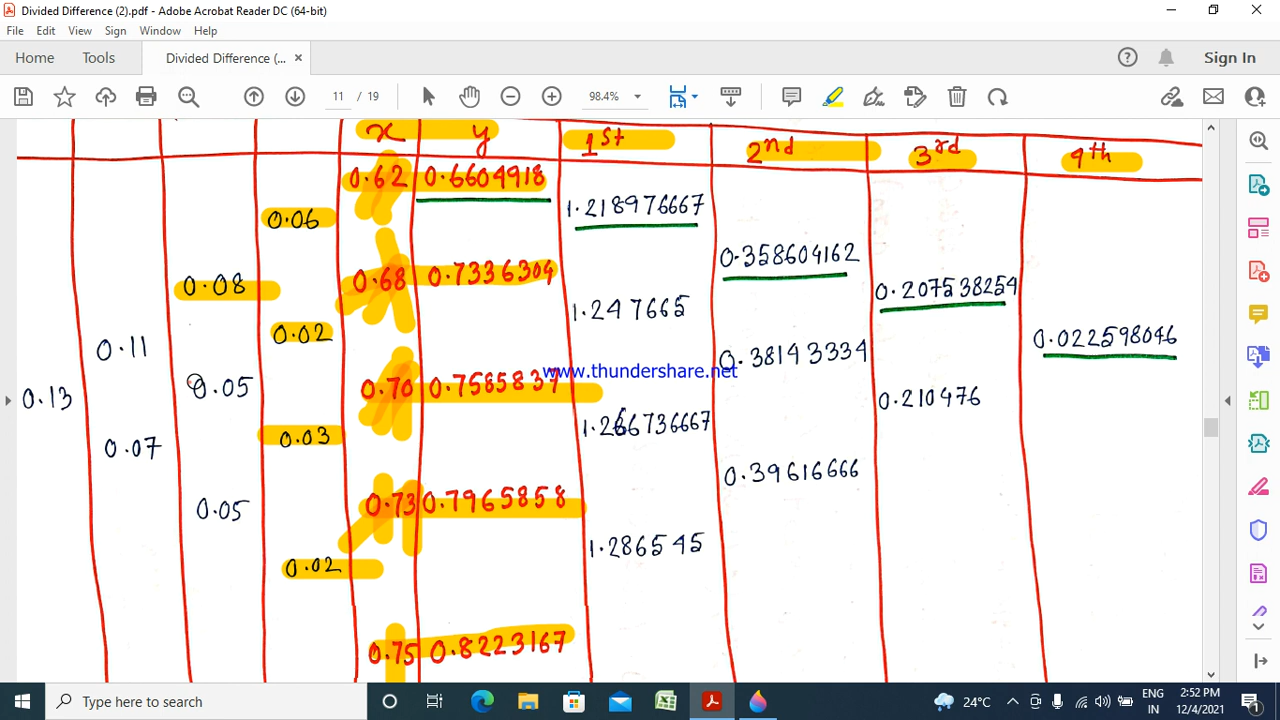 Divided Difference (2).pdf - Adobe Acrobat Reader DC (64-bit)
File Edit View Sign Window Help
Home Tools Divided Difference (... × Sign In
11 / 19 98.4%
x y 1st 2nd 3rd 4th
0.62 0.6604918
0.06 1.218976667
0.68 0.7336304 0.358604162
0.08 0.207538254
0.02 1.247665
0.11 0.38143334 0.022598046
www.thundershare.net
0.13 0.05 0.70 0.7585837 0.210476
0.03 1.266736667
0.07 0.39616666
0.05 0.73 0.7965858
0.02 1.286545
0.75 0.8223167
Type here to search
24°C ENG 2:52 PM
IN 12/4/2021